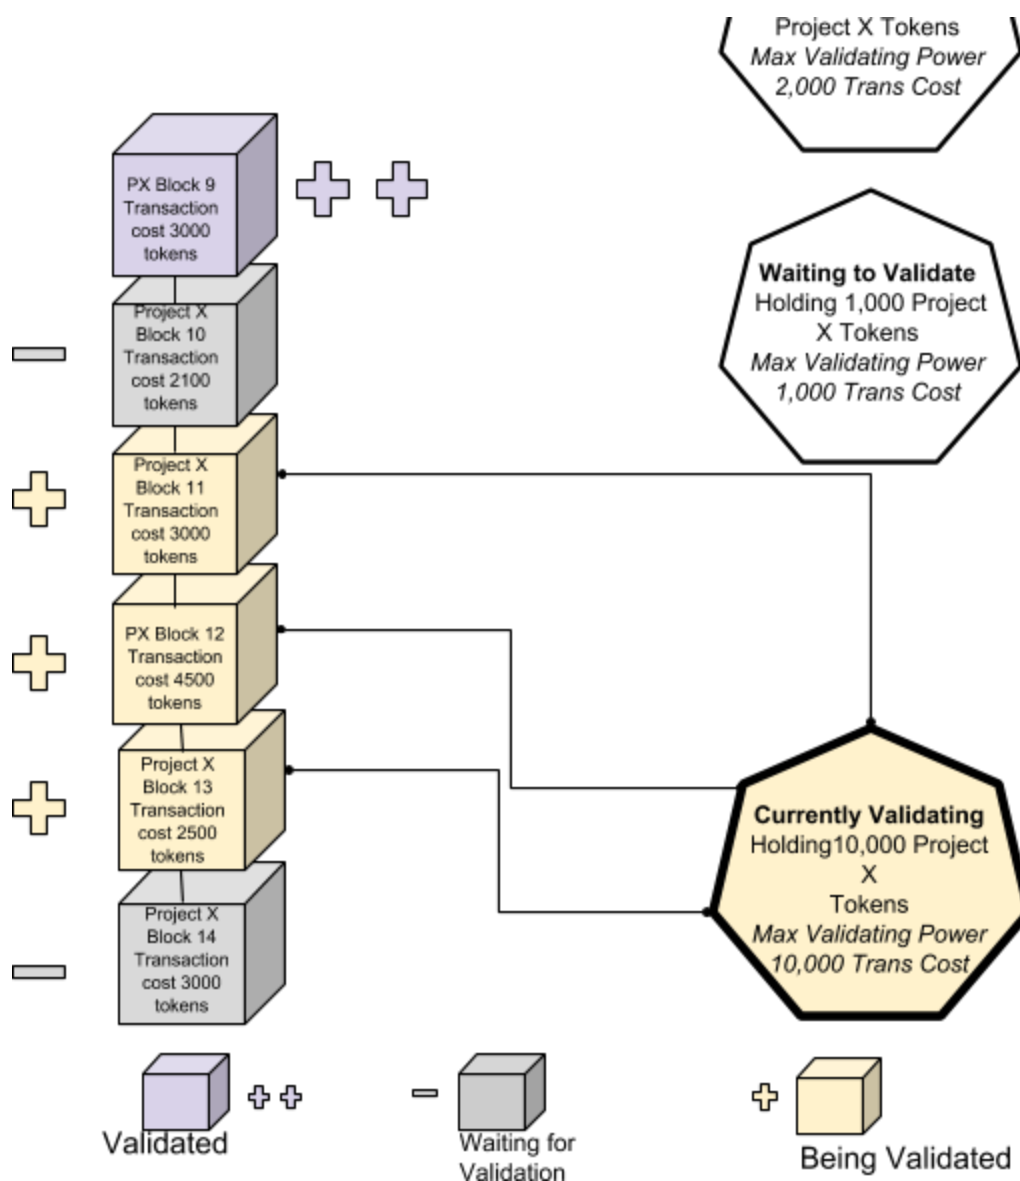 Project X Tokens
Max Validating Power
2,000 Trans Cost
PX Block 9
Transaction
cost 3000
tokens
Waiting to Validate
Holding 1,000 Project
X Tokens
Max Validating Power
1,000 Trans Cost
Project X
Block 10
Transaction
cost 2100
tokens
Project X
Block 11
Transaction
cost 3000
tokens
PX Block 12
Transaction
cost 4500
tokens
Project X
Block 13
Transaction
cost 2500
tokens
Currently Validating
Holding10,000 Project
X
Tokens
Max Validating Power
10,000 Trans Cost
Project X
Block 14
Transaction
cost 3000
tokens
Validated
Waiting for
Validation
Being Validated